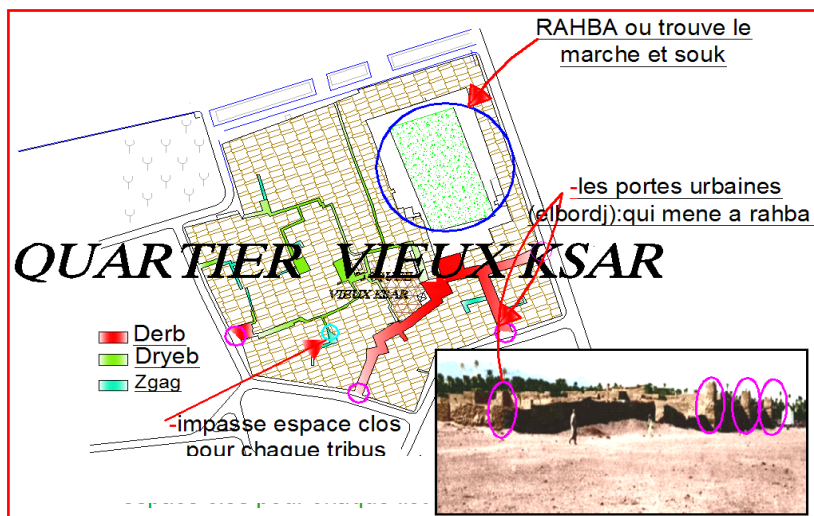 RAHBA ou trouve le
marche et souk
-les portes urbaines
(elbordj):qui mene a rahba
QUARTIER VIEUX KSAR
VIEUX KSAR
Derb
Dryeb
Zgag
-impasse espace clos
pour chaque tribus